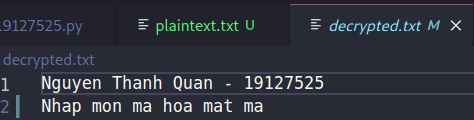 19127525.py plaintext.txt U decrypted.txt M
decrypted.txt
1 Nguyen Thanh Quan - 19127525
2 Nhap mon ma hoa mat ma